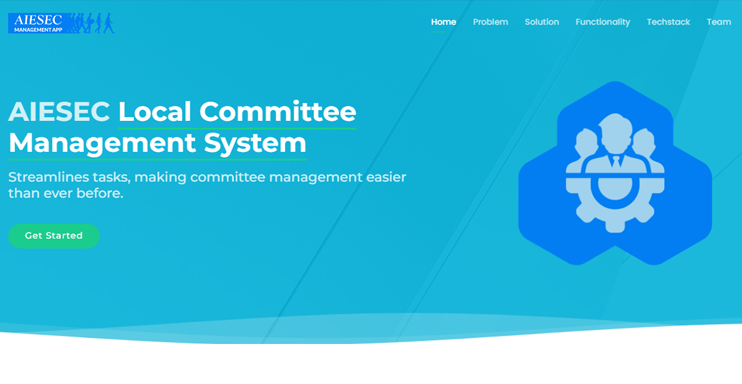 AIESEC
MANAGEMENT APP
Home Problem Solution Functionality Techstack Team
AIESEC Local Committee
Management System
Streamlines tasks, making committee management easier
than ever before.
Get Started